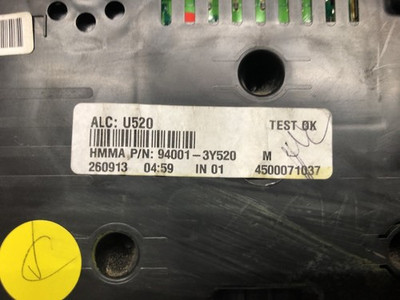 ALC: U520 TEST OK
HMMA P/N: 94001-3Y520 M
260913 04:59 IN 01 4500071037